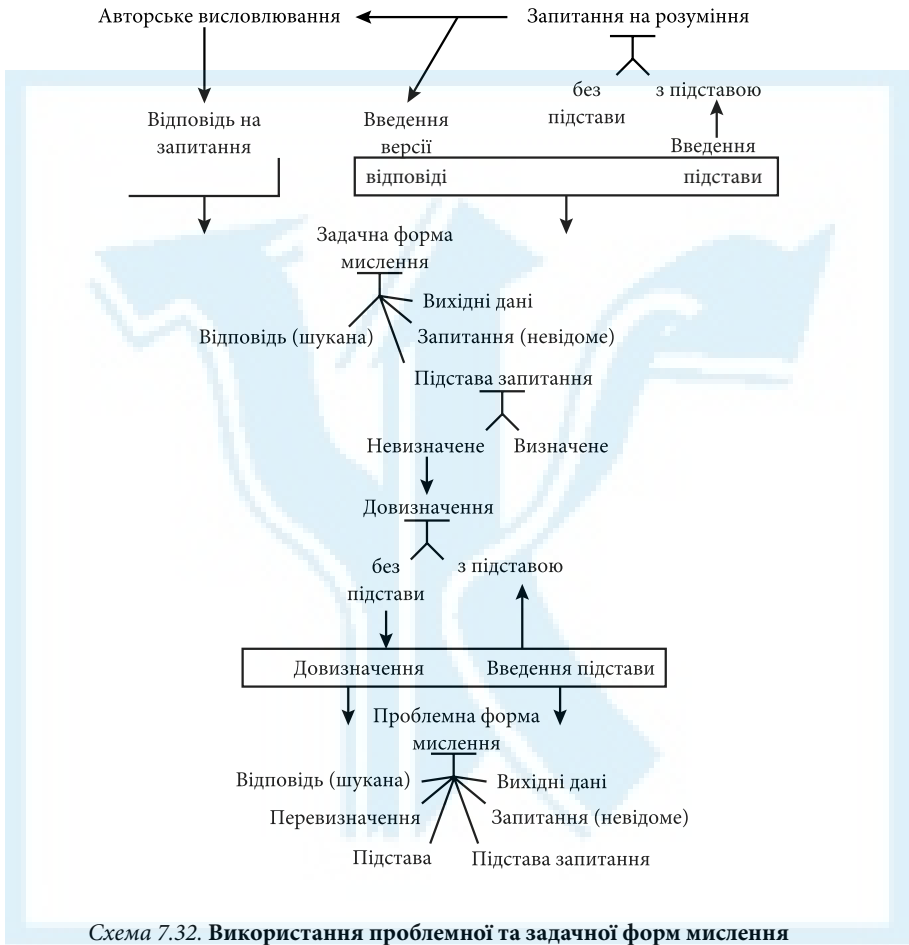 Авторське висловлювання
Запитання на розуміння
без
підстави
з підставою
Відповідь на
запитання
Введення
версії
відповіді
Введення
підстави
Задачна форма
мислення
Вихідні дані
Відповідь (шукана)
Запитання (невідоме)
Підстава запитання
Невизначене
Визначене
Довизначення
без
підстави
з підставою
Довизначення
Введення підстави
Проблемна форма
мислення
Відповідь (шукана)
Вихідні дані
Перевизначення
Запитання (невідоме)
Підстава
Підстава запитання
Схема 7.32. Використання проблемної та задачної форм мислення